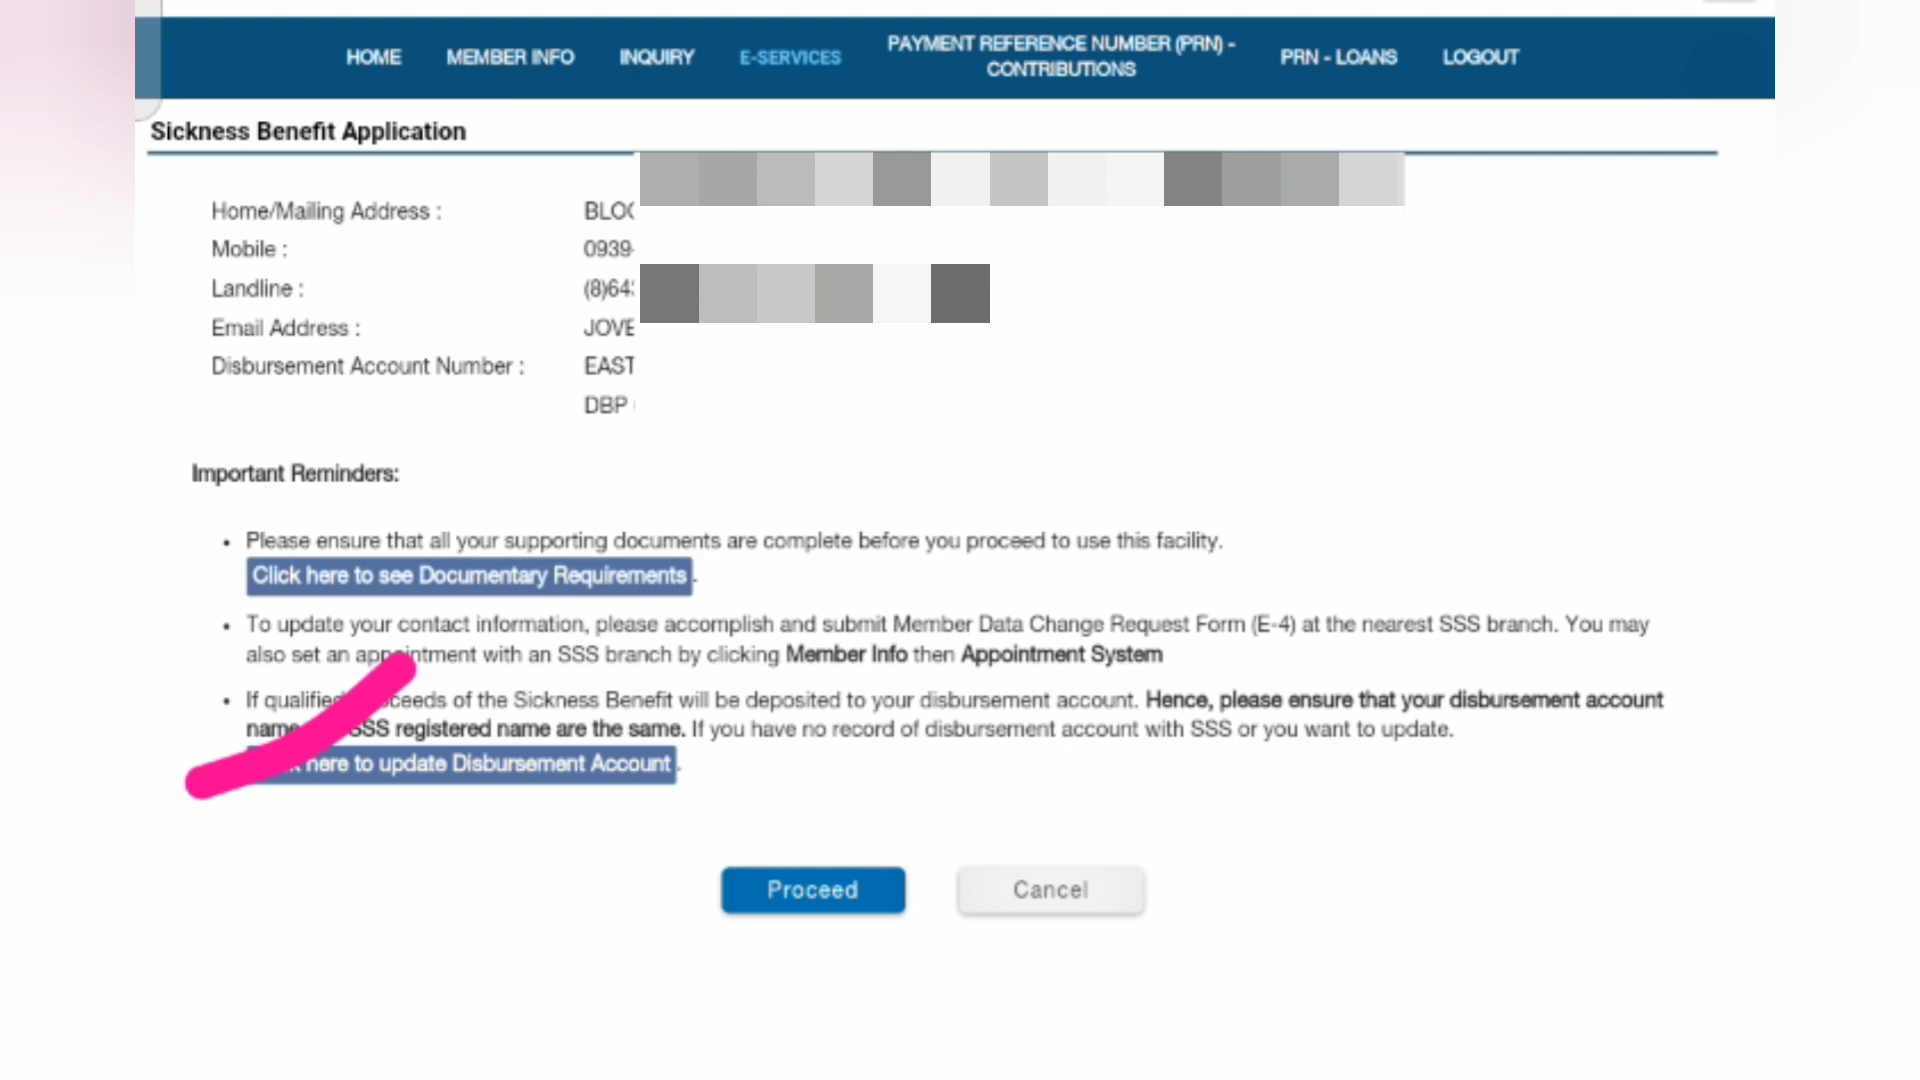 HOME MEMBER INFO INQUIRY E-SERVICES PAYMENT REFERENCE NUMBER (PRN) - CONTRIBUTIONS PRN - LOANS LOGOUT
Sickness Benefit Application
Home/Mailing Address :
Mobile : 0939
Landline : (8)64
Email Address : JOVE
Disbursement Account Number : EAST
DBP
Important Reminders:
• Please ensure that all your supporting documents are complete before you proceed to use this facility.
Click here to see Documentary Requirements.
• To update your contact information, please accomplish and submit Member Data Change Request Form (E-4) at the nearest SSS branch. You may
also set an appointment with an SSS branch by clicking Member Info then Appointment System
• If qualified ceeds of the Sickness Benefit will be deposited to your disbursement account. Hence, please ensure that your disbursement account
name SSS registered name are the same. If you have no record of disbursement account with SSS or you want to update.
here to update Disbursement Account.
Proceed Cancel